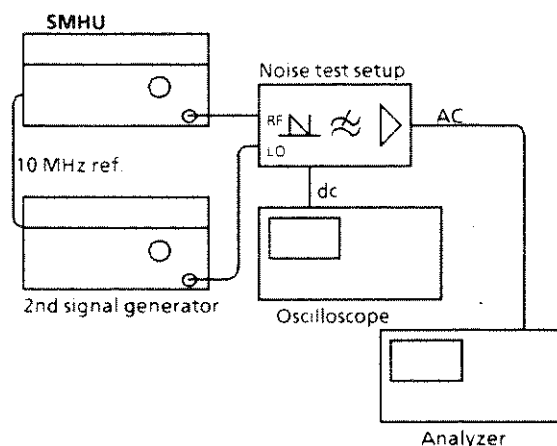 SMHU
Noise test setup
RF
LO
AC
10 MHz ref.
dc
2nd signal generator
Oscilloscope
Analyzer